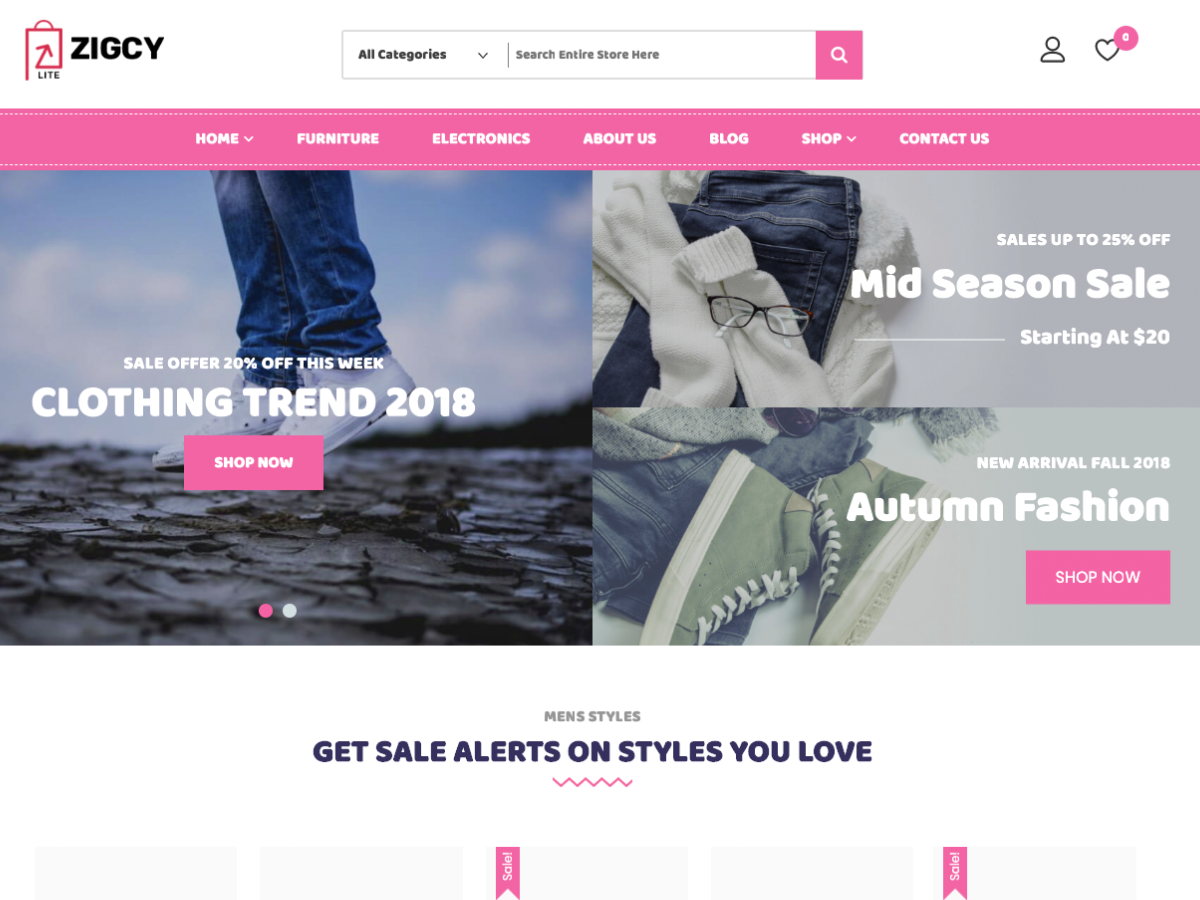 ZIGCY
LITE
All Categories
Search Entire Store Here
0
HOME
FURNITURE
ELECTRONICS
ABOUT US
BLOG
SHOP
CONTACT US
SALE OFFER 20% OFF THIS WEEK
CLOTHING TREND 2018
SHOP NOW
SALES UP TO 25% OFF
Mid Season Sale
Starting At $20
NEW ARRIVAL FALL 2018
Autumn Fashion
SHOP NOW
MENS STYLES
GET SALE ALERTS ON STYLES YOU LOVE
Sale!
Sale!